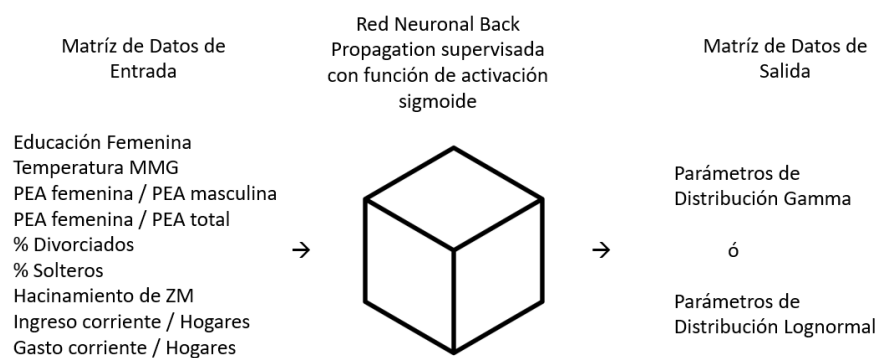 Matríz de Datos de
Entrada
Educación Femenina
Temperatura MMG
PEA femenina / PEA masculina
PEA femenina / PEA total
% Divorciados
% Solteros
Hacinamiento de ZM
Ingreso corriente / Hogares
Gasto corriente / Hogares
→
Red Neuronal Back
Propagation supervisada
con función de activación
sigmoide
→
Matríz de Datos de
Salida
Parámetros de
Distribución Gamma
ó
Parámetros de
Distribución Lognormal